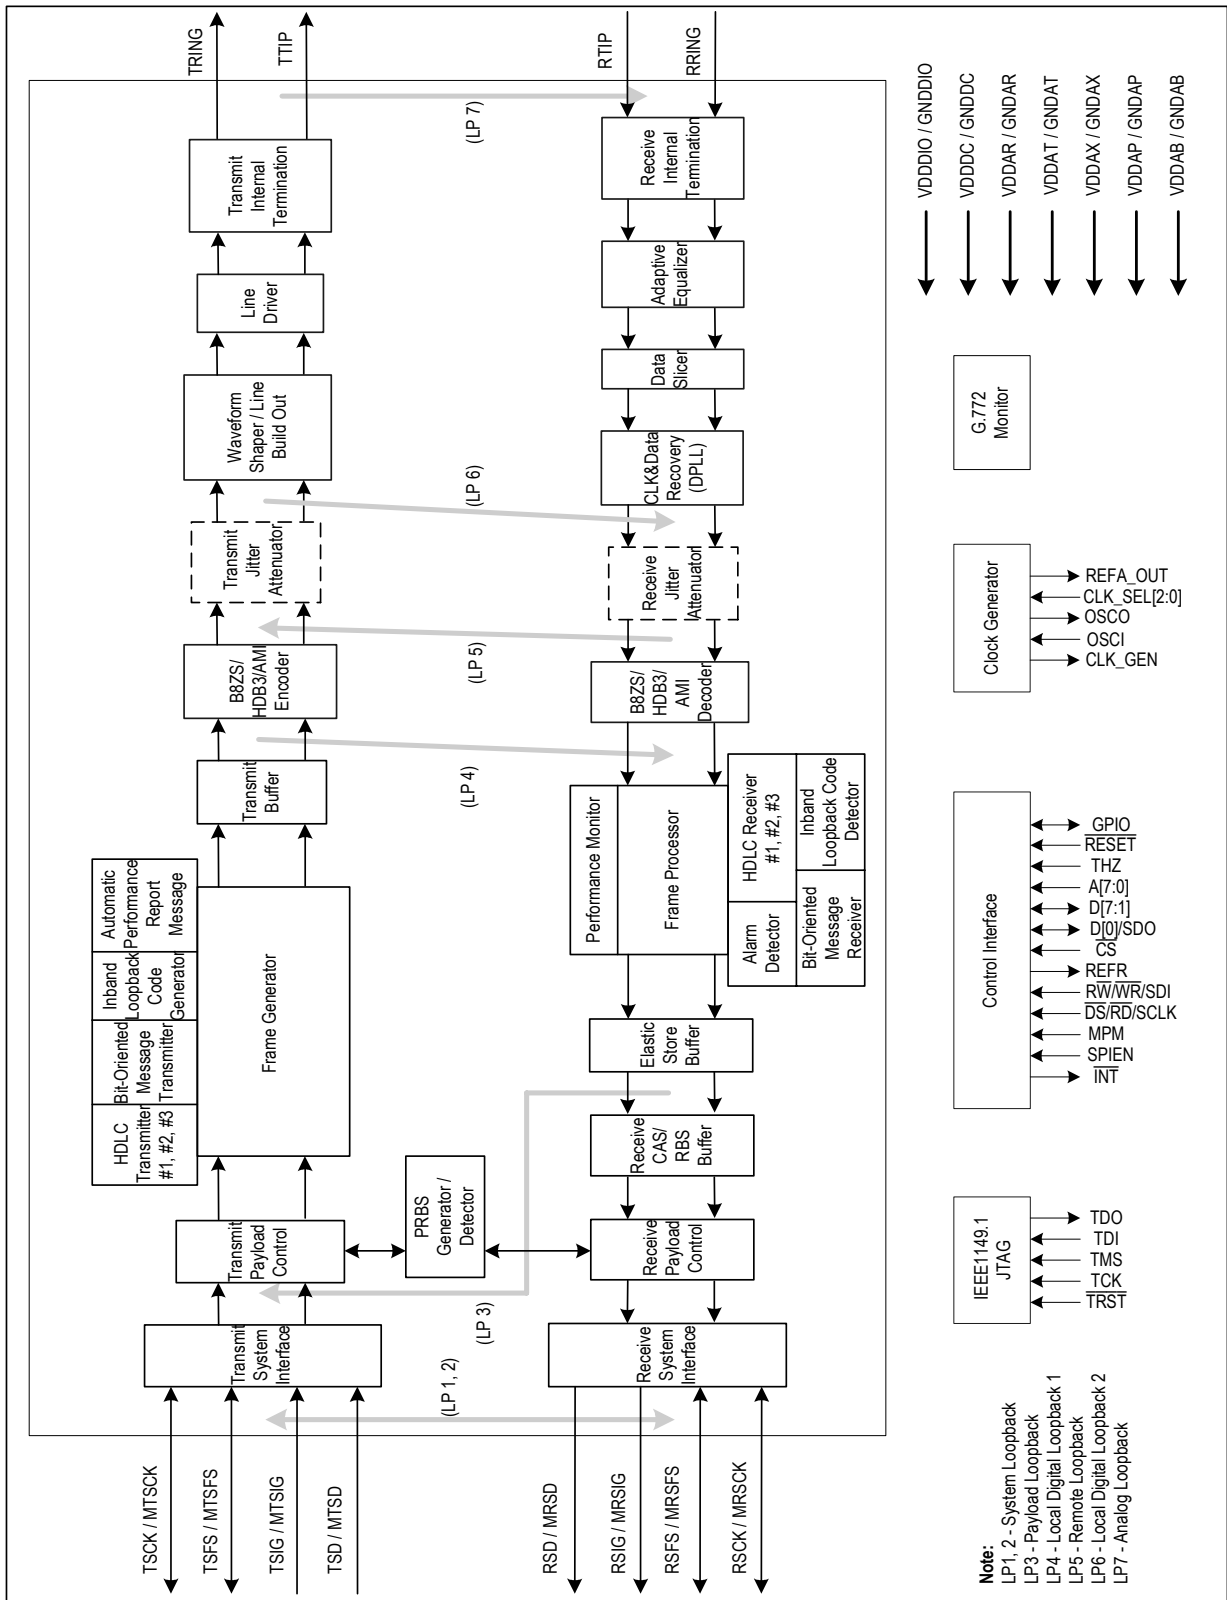 TRING
TTIP
RTIP
RRING
VDDDIO / GNDDIO
VDDDC / GNDDC
VDDAR / GNDAR
VDDAT / GNDAT
VDDAX / GNDAX
VDDAP / GNDAP
VDDAB / GNDAB
(LP 7)
Transmit
Internal
Termination
Receive
Internal
Termination
Line
Driver
Adaptive
Equalizer
Data
Slicer
Waveform
Shaper / Line
Build Out
CLK&Data
Recovery
(DPLL)
G.772
Monitor
(LP 6)
Transmit
Jitter
Attenuator
Receive
Jitter
Attenuator
Clock Generator
REFA_OUT
CLK_SEL[2:0]
OSCO
OSCI
CLK_GEN
(LP 5)
B8ZS/
HDB3/AMI
Encoder
B8ZS/
HDB3/
AMI
Decoder
(LP 4)
Transmit
Buffer
Performance Monitor
Frame Processor
HDLC Receiver
#1, #2, #3
Inband
Loopback Code
Detector
Alarm
Detector
Bit-Oriented
Message
Receiver
Automatic
Performance
Report
Message
Inband
Loopback
Code
Generator
Bit-Oriented
Message
Transmitter
HDLC
Transmitter
#1, #2, #3
Frame Generator
Control Interface
GPIO
RESET
THZ
A[7:0]
D[7:1]
D[0]/SDO
CS
REFR
RW/WR/SDI
DS/RD/SCLK
MPM
SPIEN
INT
Elastic
Store
Buffer
Receive
CAS/
RBS
Buffer
PRBS
Generator /
Detector
Transmit
Payload
Control
Receive
Payload
Control
(LP 3)
IEEE1149.1
JTAG
TDO
TDI
TMS
TCK
TRST
Transmit
System
Interface
Receive
System
Interface
(LP 1, 2)
TSCK / MTSCK
TSFS / MTSFS
TSIG / MTSIG
TSD / MTSD
RSD / MRSD
RSIG / MRSIG
RSFS / MRSFS
RSCK / MRSCK
Note:
LP1, 2 - System Loopback
LP3 - Payload Loopback
LP4 - Local Digital Loopback 1
LP5 - Remote Loopback
LP6 - Local Digital Loopback 2
LP7 - Analog Loopback